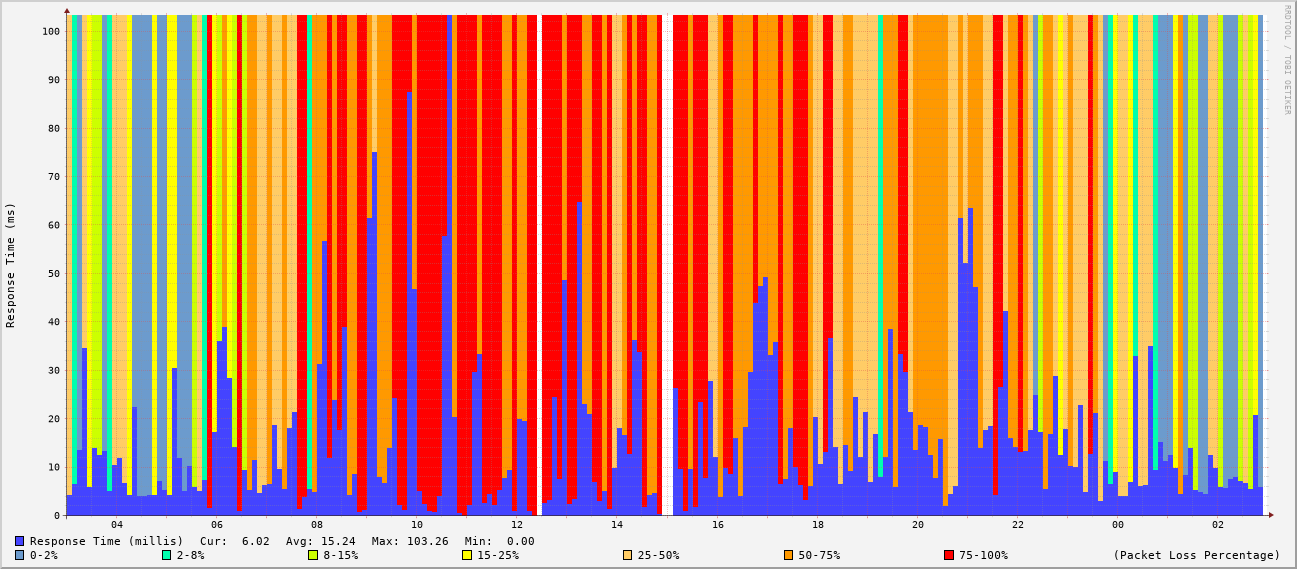 RRDTOOL / TOBI OETIKER
Response Time (ms)
100
90
80
70
60
50
40
30
20
10
0
04 06 08 10 12 14 16 18 20 22 00 02
Response Time (millis) Cur: 6.02 Avg: 15.24 Max: 103.26 Min: 0.00
0-2% 2-8% 8-15% 15-25% 25-50% 50-75% 75-100% (Packet Loss Percentage)